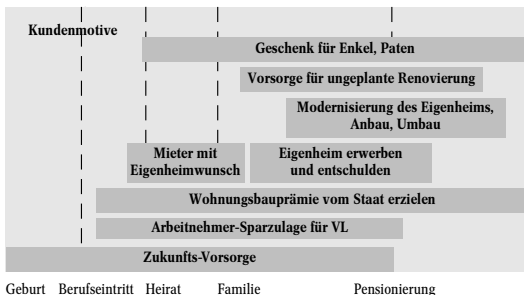 Kundenmotive
Geschenk für Enkel, Paten
Vorsorge für ungeplante Renovierung
Modernisierung des Eigenheims,
Anbau, Umbau
Mieter mit
Eigenheimwunsch
Eigenheim erwerben
und entschulden
Wohnungsbauprämie vom Staat erzielen
Arbeitnehmer-Sparzulage für VL
Zukunfts-Vorsorge
Geburt Berufseintritt Heirat Familie Pensionierung